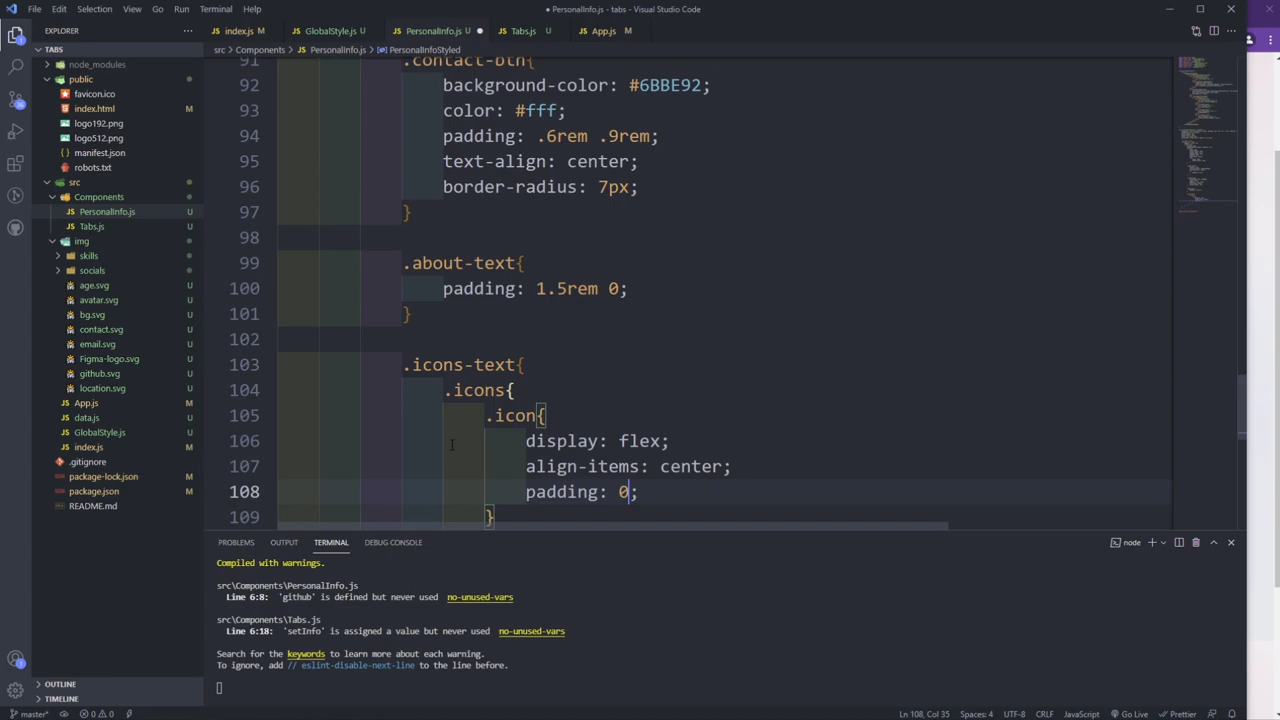 File Edit Selection View Go Run Terminal Help
● PersonalInfo.js - tabs - Visual Studio Code
EXPLORER
TABS
node_modules
public
favicon.ico
index.html M
logo192.png
logo512.png
manifest.json
robots.txt
src
Components
PersonalInfo.js U
Tabs.js U
img
skills
socials
age.svg U
avatar.svg U
bg.svg U
contact.svg U
email.svg U
Figma-logo.svg U
github.svg U
location.svg U
App.js U
data.js U
GlobalStyle.js U
index.js M
.gitignore
package-lock.json M
package.json M
README.md
OUTLINE
TIMELINE
index.js M
GlobalStyle.js U
PersonalInfo.js U ●
Tabs.js U
App.js M
src > Components > PersonalInfo.js > PersonalInfoStyled
91 .contact-btn{
92 background-color: #6BBE92;
93 color: #fff;
94 padding: .6rem .9rem;
95 text-align: center;
96 border-radius: 7px;
97 }
98
99 .about-text{
100 padding: 1.5rem 0;
101 }
102
103 .icons-text{
104 .icons{
105 .icon{
106 display: flex;
107 align-items: center;
108 padding: 0;
109 }
PROBLEMS OUTPUT TERMINAL DEBUG CONSOLE
node
Compiled with warnings.
src\Components\PersonalInfo.js
Line 6:8: 'github' is defined but never used no-unused-vars
src\Components\Tabs.js
Line 6:18: 'setInfo' is assigned a value but never used no-unused-vars
Search for the keywords to learn more about each warning.
To ignore, add // eslint-disable-next-line to the line before.
master* 0 0
Ln 108, Col 35 Spaces: 4 UTF-8 CRLF JavaScript Go Live Prettier